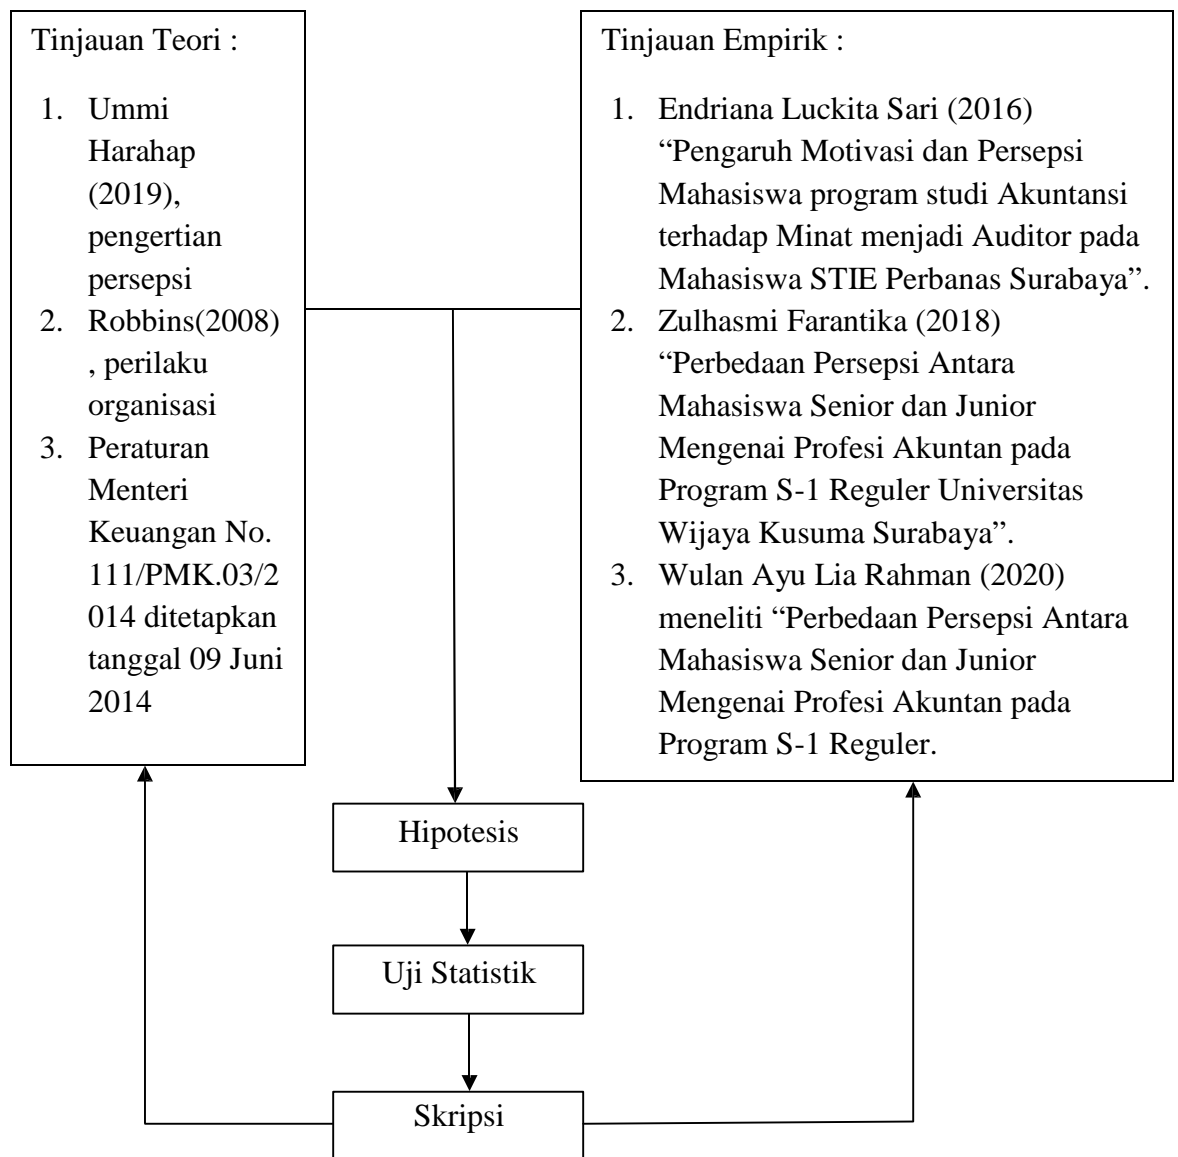 Tinjauan Teori :
1. Ummi
Harahap
(2019),
pengertian
persepsi
2. Robbins(2008)
, perilaku
organisasi
3. Peraturan
Menteri
Keuangan No.
111/PMK.03/2
014 ditetapkan
tanggal 09 Juni
2014
Tinjauan Empirik :
1. Endriana Luckita Sari (2016)
“Pengaruh Motivasi dan Persepsi
Mahasiswa program studi Akuntansi
terhadap Minat menjadi Auditor pada
Mahasiswa STIE Perbanas Surabaya”.
2. Zulhasmi Farantika (2018)
“Perbedaan Persepsi Antara
Mahasiswa Senior dan Junior
Mengenai Profesi Akuntan pada
Program S-1 Reguler Universitas
Wijaya Kusuma Surabaya”.
3. Wulan Ayu Lia Rahman (2020)
meneliti “Perbedaan Persepsi Antara
Mahasiswa Senior dan Junior
Mengenai Profesi Akuntan pada
Program S-1 Reguler.
Hipotesis
Uji Statistik
Skripsi